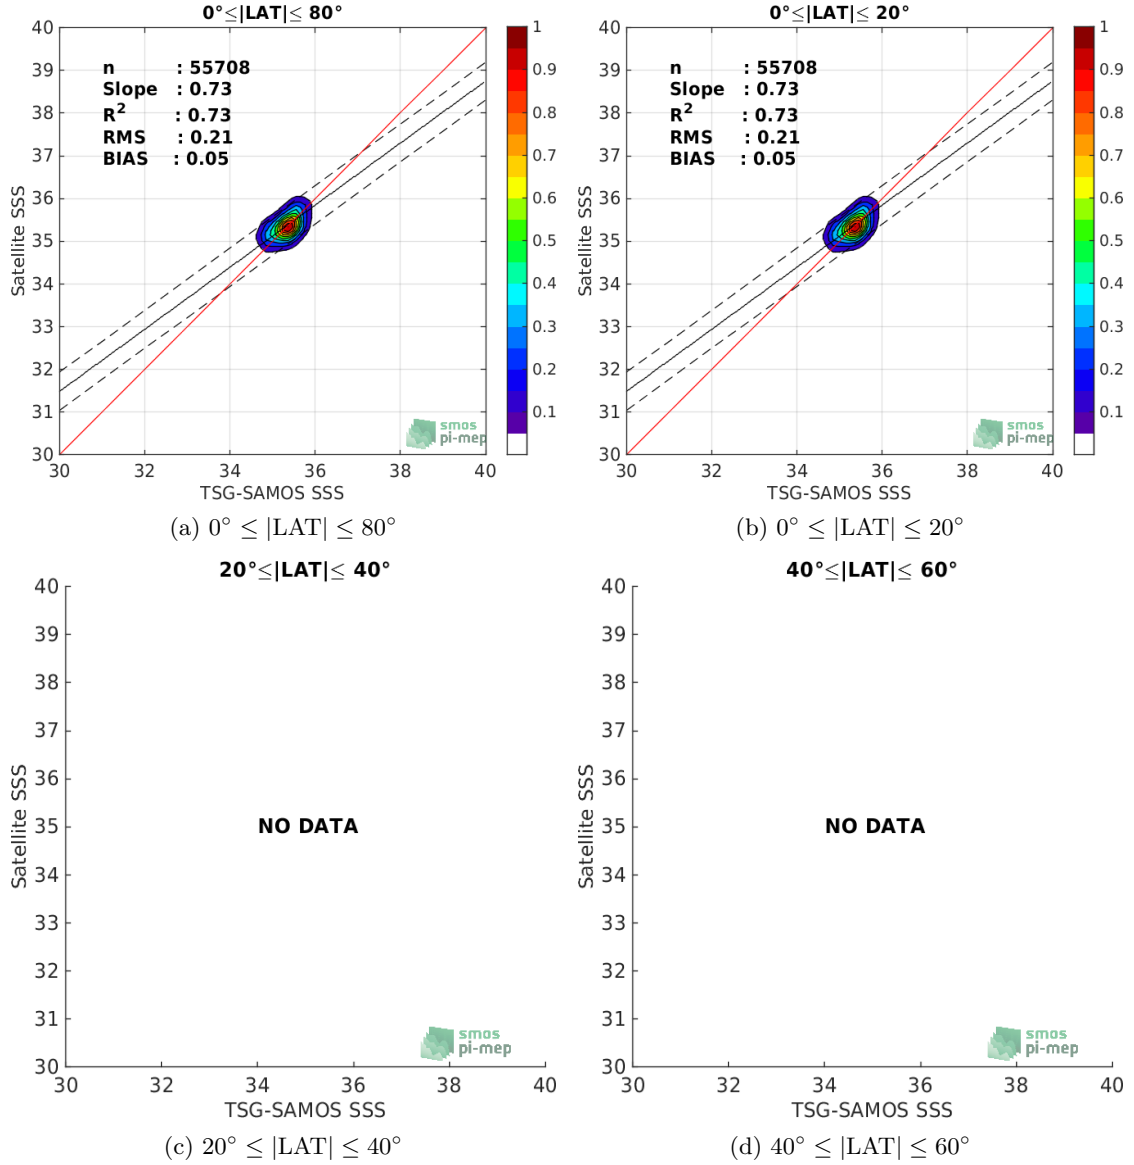 0°≤|LAT|≤ 80°
n : 55708
Slope : 0.73
R² : 0.73
RMS : 0.21
BIAS : 0.05
40
39
38
37
36
35
34
33
32
31
30
30 32 34 36 38 40
Satellite SSS
TSG-SAMOS SSS
1
0.9
0.8
0.7
0.6
0.5
0.4
0.3
0.2
0.1
smos
pi-mep
(a) 0° ≤ |LAT| ≤ 80°
0°≤|LAT|≤ 20°
n : 55708
Slope : 0.73
R² : 0.73
RMS : 0.21
BIAS : 0.05
40
39
38
37
36
35
34
33
32
31
30
30 32 34 36 38 40
Satellite SSS
TSG-SAMOS SSS
1
0.9
0.8
0.7
0.6
0.5
0.4
0.3
0.2
0.1
smos
pi-mep
(b) 0° ≤ |LAT| ≤ 20°
20°≤|LAT|≤ 40°
40
39
38
37
36
35
34
33
32
31
30
30 32 34 36 38 40
Satellite SSS
NO DATA
TSG-SAMOS SSS
smos
pi-mep
(c) 20° ≤ |LAT| ≤ 40°
40°≤|LAT|≤ 60°
40
39
38
37
36
35
34
33
32
31
30
30 32 34 36 38 40
Satellite SSS
NO DATA
TSG-SAMOS SSS
smos
pi-mep
(d) 40° ≤ |LAT| ≤ 60°